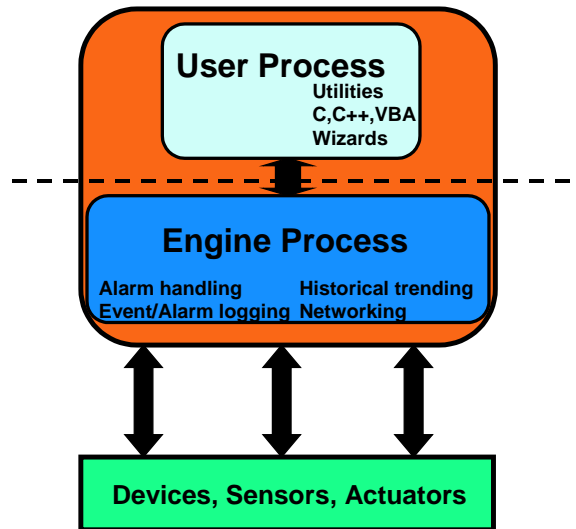 User Process
Utilities
C,C++,VBA
Wizards
Engine Process
Alarm handling Historical trending
Event/Alarm logging Networking
Devices, Sensors, Actuators